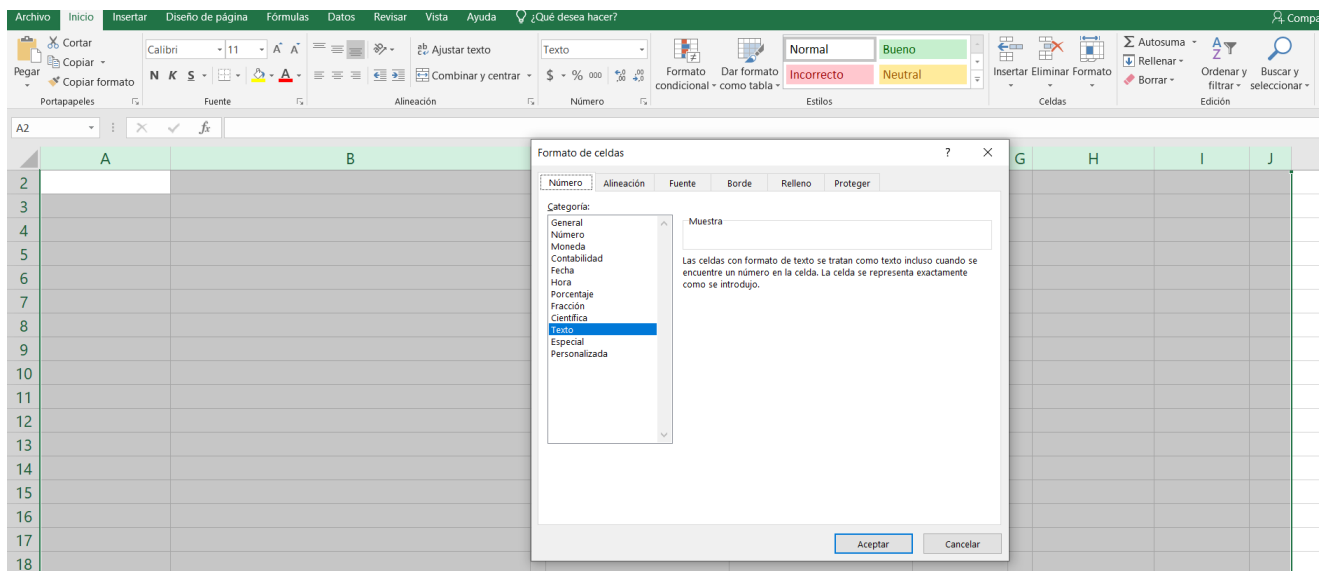 Archivo Inicio Insertar Diseño de página Fórmulas Datos Revisar Vista Ayuda ¿Qué desea hacer? Compa
Pegar
Cortar
Copiar
Copiar formato
Portapapeles
Calibri 11
N K S
Fuente
Ajustar texto
Combinar y centrar
Alineación
Texto
$ % 000
Número
Formato condicional
Dar formato como tabla
Normal Bueno
Incorrecto Neutral
Estilos
Insertar Eliminar Formato
Celdas
Autosuma
Rellenar
Borrar
Ordenar y filtrar
Buscar y seleccionar
Edición
A2 fx
A B G H I J
2
3
4
5
6
7
8
9
10
11
12
13
14
15
16
17
18
Formato de celdas ?
Número Alineación Fuente Borde Relleno Proteger
Categoría:
General
Número
Moneda
Contabilidad
Fecha
Hora
Porcentaje
Fracción
Científica
Texto
Especial
Personalizada
Muestra
Las celdas con formato de texto se tratan como texto incluso cuando se
encuentre un número en la celda. La celda se representa exactamente
como se introdujo.
Aceptar Cancelar